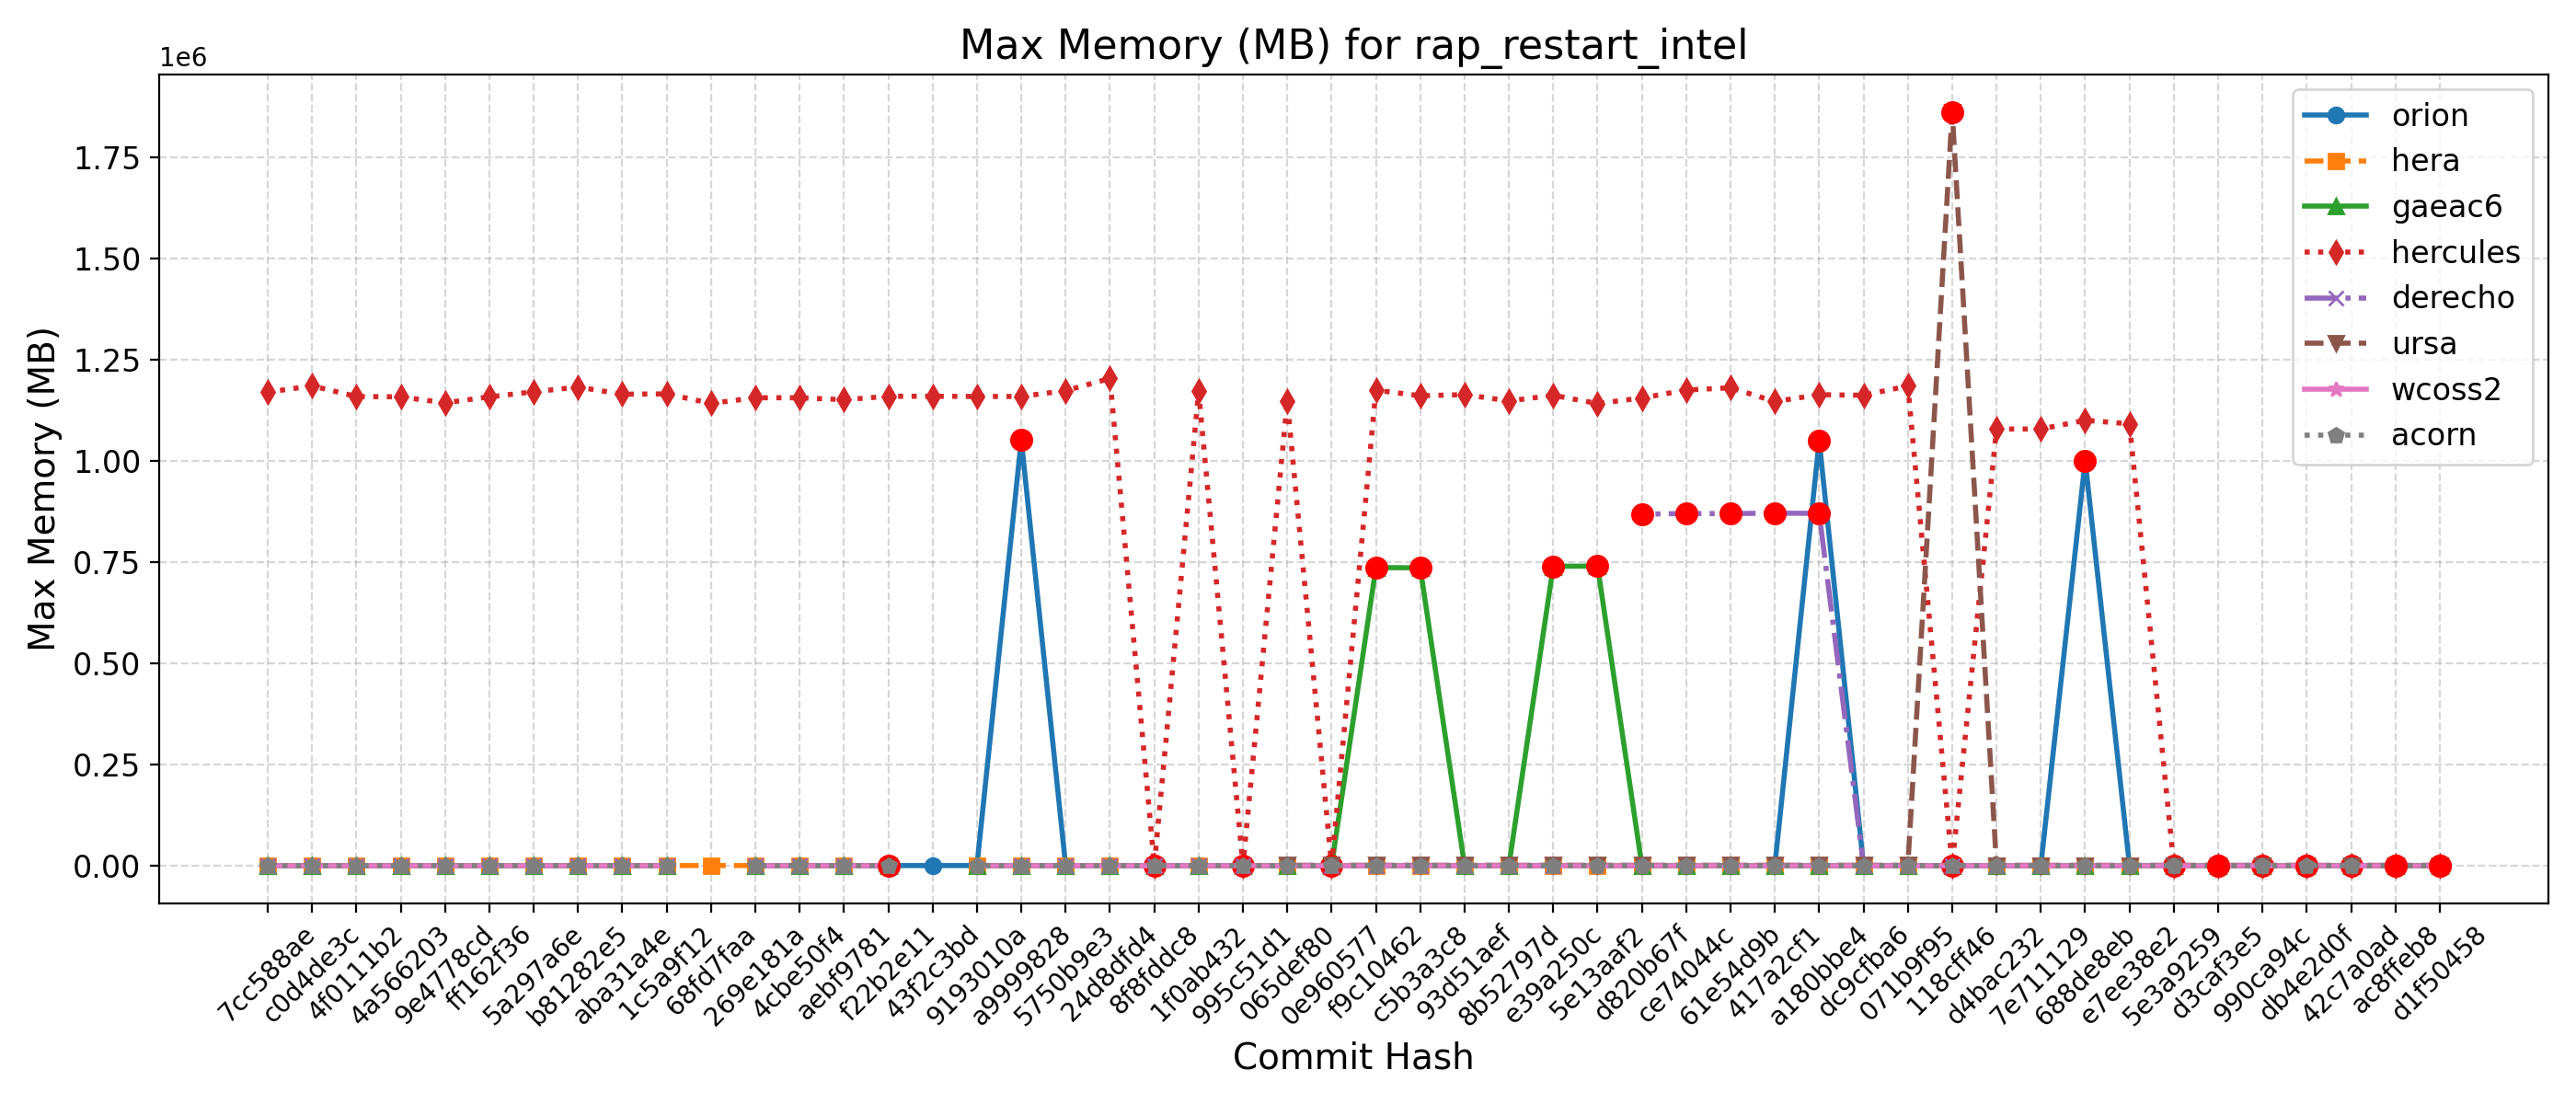 Max Memory (MB) for rap_restart_intel
1e6
1.75
1.50
1.25
1.00
0.75
0.50
0.25
0.00
Max Memory (MB)
orion
hera
gaeac6
hercules
derecho
ursa
wcoss2
acorn
7cc588ae
c0d4de3c
4f0111b2
4a566203
9e4778cd
ff162f36
5a297a6e
b81282e5
aba31a4e
1c5a9f12
68fd7faa
269e181a
4cbe50f4
aebf9781
f22b2e11
43f2c3bd
9193010a
a9999828
5750b9e3
24d8dfd4
8f8fddc8
1f0ab432
995c51d1
065def80
0e960577
f9c10462
c5b3a3c8
93d51aef
8b52797d
e39a250c
5e13aaf2
d820b67f
ce74044c
61e54d9b
417a2cf1
a180bbe4
dc9cfba6
071b9f95
118cff46
d4bac232
7e711129
688de8eb
e7ee38e2
5e3a9259
d3caf3e5
990ca94c
db4e2d0f
42c7a0ad
ac8ffeb8
d1f50458
Commit Hash